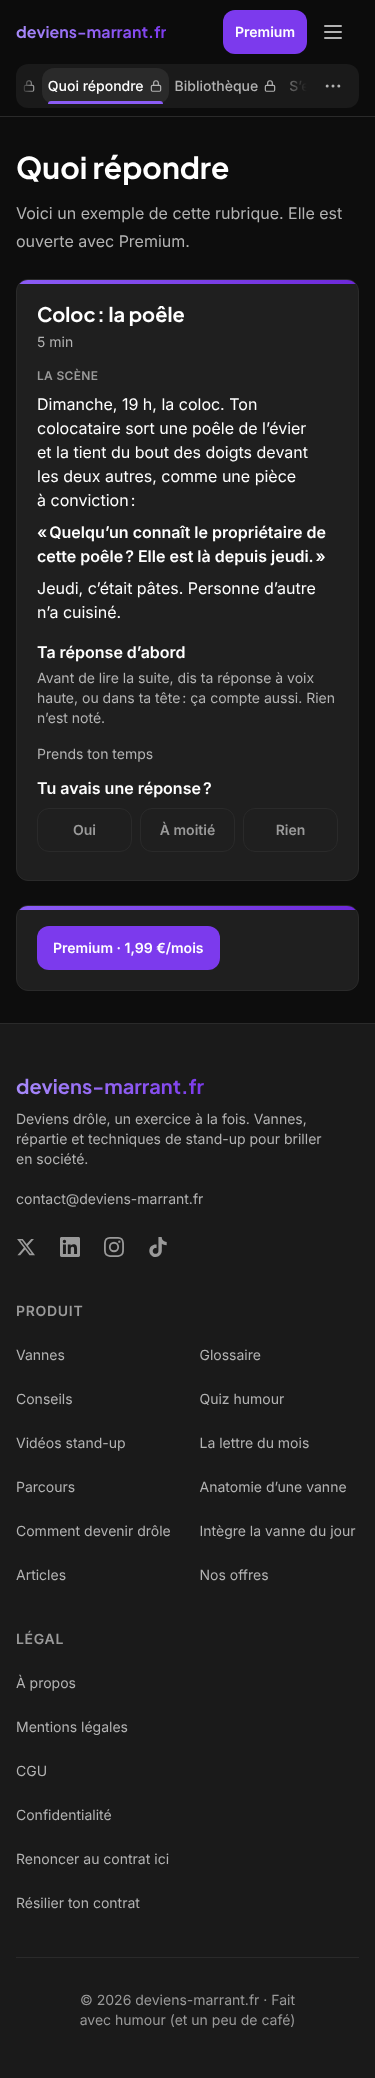 deviens-marrant.fr
Premium
Quoi répondre
Bibliothèque
Quoi répondre
Voici un exemple de cette rubrique. Elle est
ouverte avec Premium.
Coloc : la poêle
5 min
LA SCÈNE
Dimanche, 19 h, la coloc. Ton
colocataire sort une poêle de l’évier
et la tient du bout des doigts devant
les deux autres, comme une pièce
à conviction :
« Quelqu’un connaît le propriétaire de
cette poêle ? Elle est là depuis jeudi. »
Jeudi, c’était pâtes. Personne d’autre
n’a cuisiné.
Ta réponse d’abord
Avant de lire la suite, dis ta réponse à voix
haute, ou dans ta tête : ça compte aussi. Rien
n’est noté.
Prends ton temps
Tu avais une réponse ?
Oui
À moitié
Rien
Premium · 1,99 €/mois
deviens-marrant.fr
Deviens drôle, un exercice à la fois. Vannes,
répartie et techniques de stand-up pour briller
en société.
contact@deviens-marrant.fr
PRODUIT
Vannes
Glossaire
Conseils
Quiz humour
Vidéos stand-up
La lettre du mois
Parcours
Anatomie d’une vanne
Comment devenir drôle
Intègre la vanne du jour
Articles
Nos offres
LÉGAL
À propos
Mentions légales
CGU
Confidentialité
Renoncer au contrat ici
Résilier ton contrat
© 2026 deviens-marrant.fr · Fait
avec humour (et un peu de café)